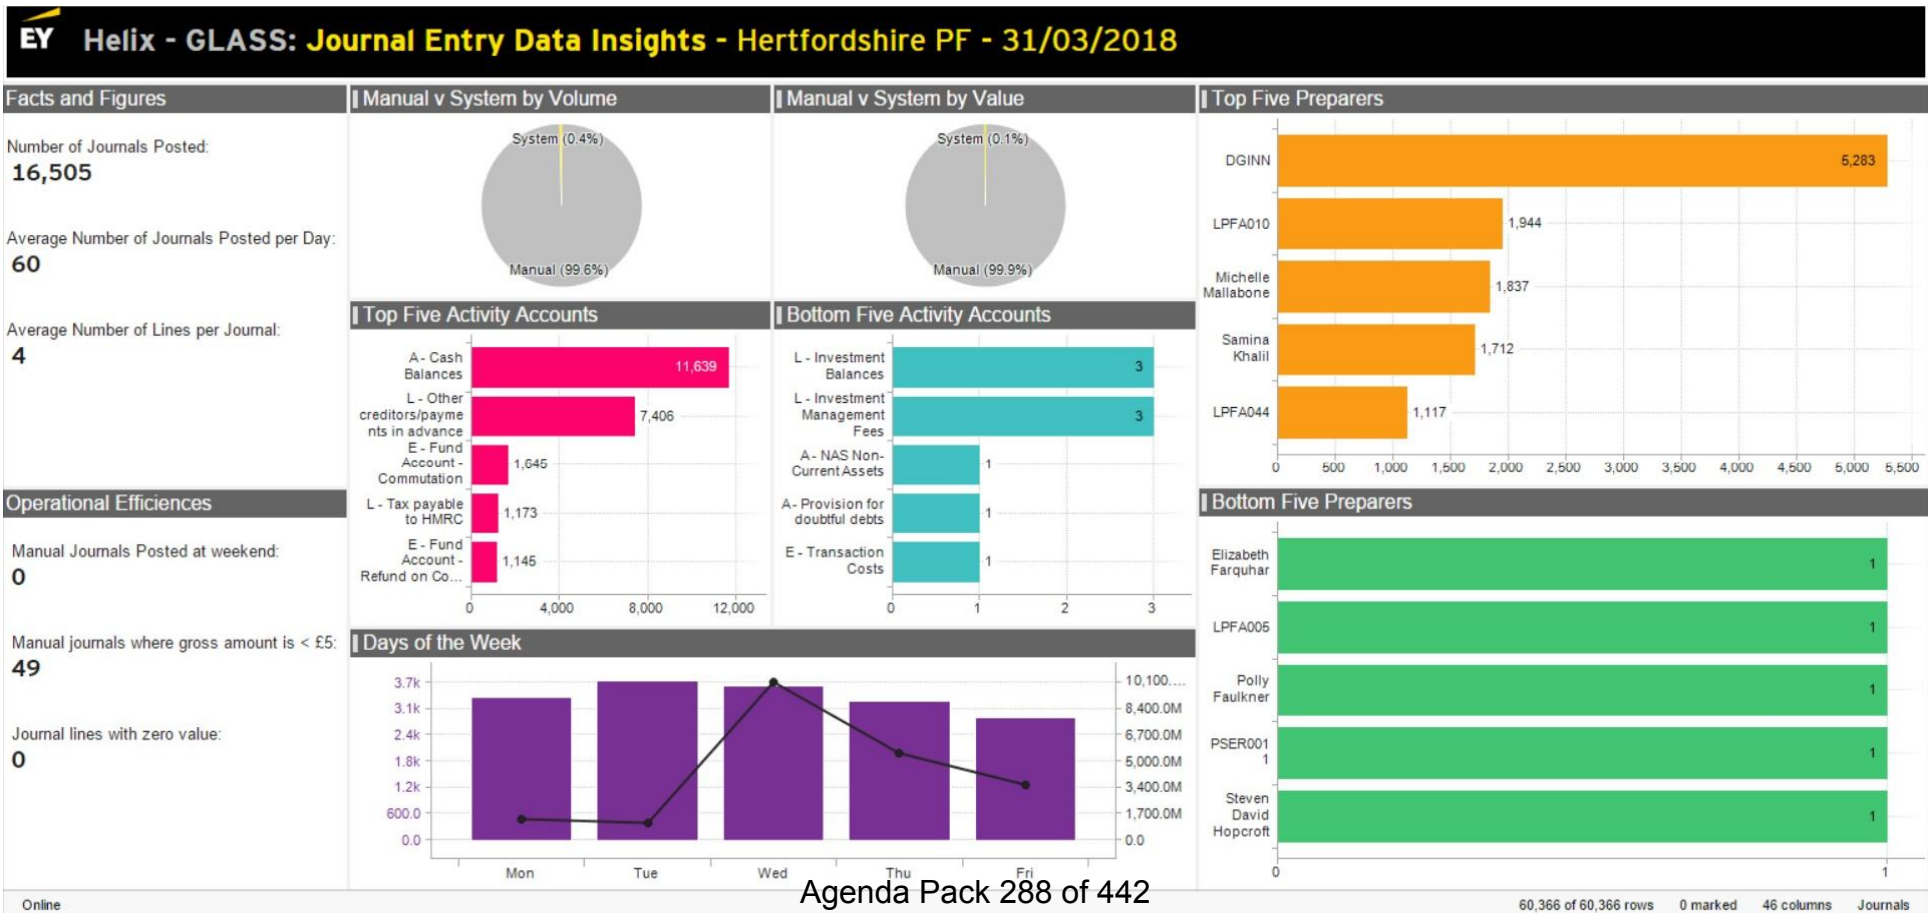 EY Helix - GLASS: Journal Entry Data Insights - Hertfordshire PF - 31/03/2018
Facts and Figures
Number of Journals Posted:
16,505
Average Number of Journals Posted per Day:
60
Average Number of Lines per Journal:
4
Operational Efficiences
Manual Journals Posted at weekend:
0
Manual journals where gross amount is < £5:
49
Journal lines with zero value:
0
Manual v System by Volume
System (0.4%)
Manual (99.6%)
Manual v System by Value
System (0.1%)
Manual (99.9%)
Top Five Activity Accounts
A - Cash
Balances
11,639
L - Other
creditors/payme
nts in advance
7,406
E - Fund
Account -
Commutation
1,645
L - Tax payable
to HMRC
1,173
E - Fund
Account -
Refund on Co...
1,145
0 4,000 8,000 12,000
Bottom Five Activity Accounts
L - Investment
Balances
3
L - Investment
Management
Fees
3
A - NAS Non-
Current Assets
1
A - Provision for
doubtful debts
1
E - Transaction
Costs
1
0 1 2 3
Days of the Week
3.7k
3.1k
2.4k
1.8k
1.2k
600.0
0.0
10,100....
8,400.0M
6,700.0M
5,000.0M
3,400.0M
1,700.0M
0.0
Mon Tue Wed Thu Fri
Top Five Preparers
DGINN
5,283
LPFA010
1,944
Michelle
Mallabone
1,837
Samina
Khalil
1,712
LPFA044
1,117
0 500 1,000 1,500 2,000 2,500 3,000 3,500 4,000 4,500 5,000 5,500
Bottom Five Preparers
Elizabeth
Farquhar
1
LPFA005
1
Polly
Faulkner
1
PSER001
1
1
Steven
David
Hopcroft
1
0 1
Agenda Pack 288 of 442
Online 60,366 of 60,366 rows 0 marked 46 columns Journals